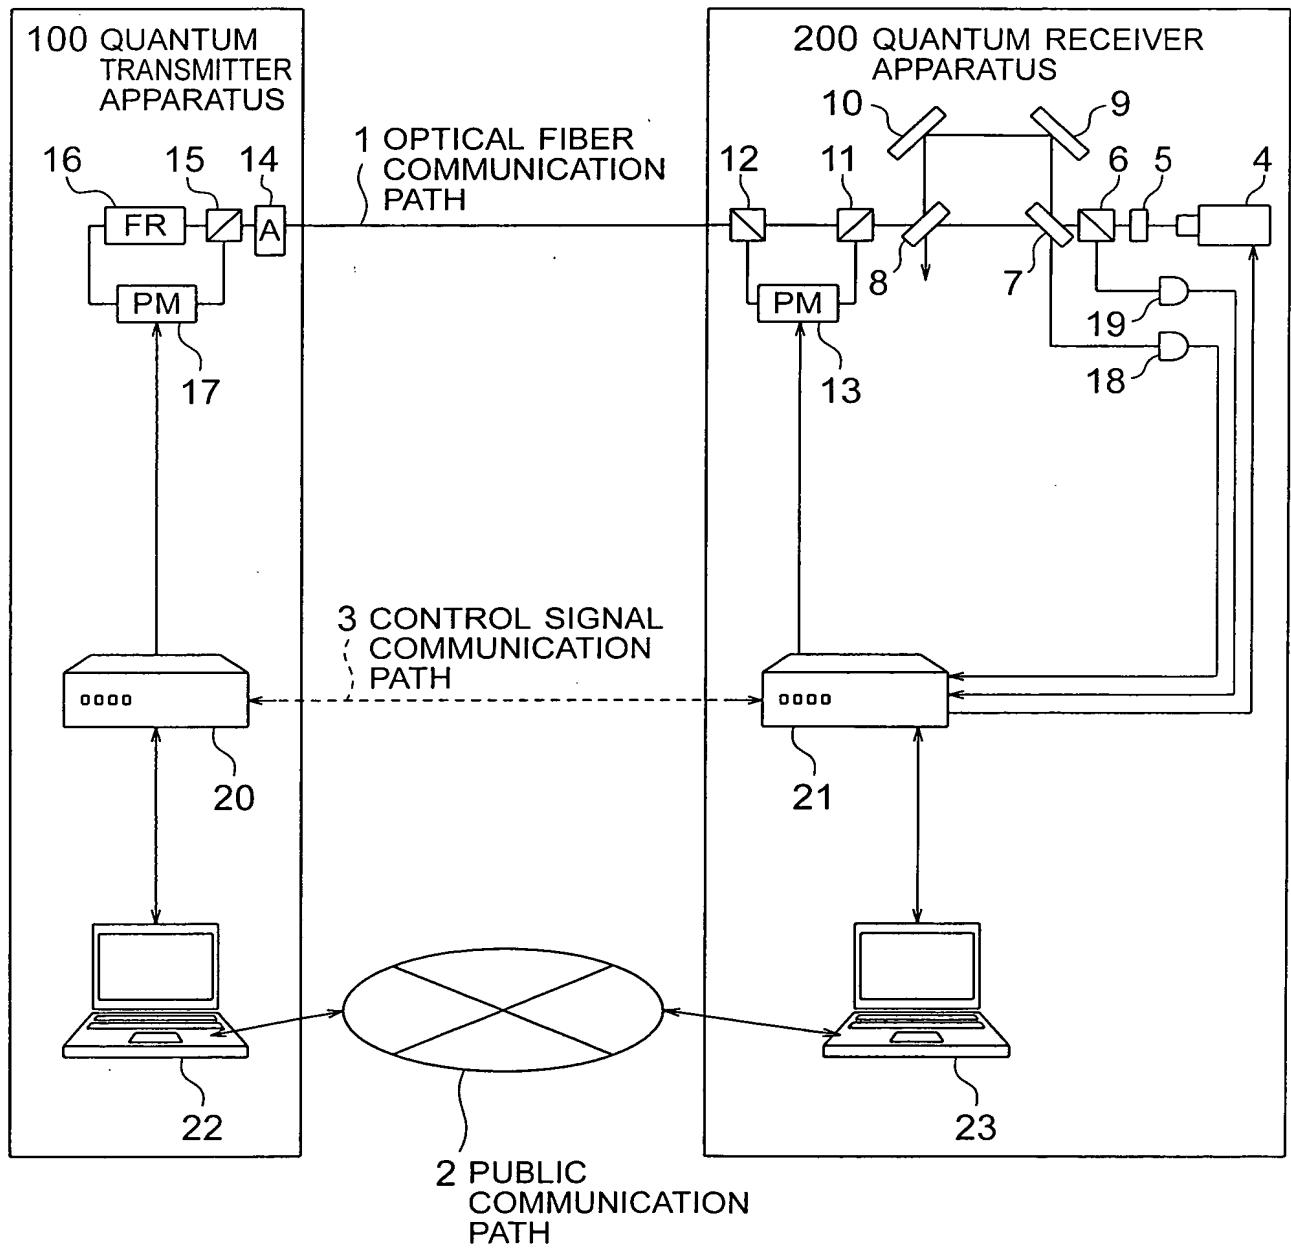 100 QUANTUM
TRANSMITTER
APPARATUS
200 QUANTUM RECEIVER
APPARATUS
10
9
1 OPTICAL FIBER
COMMUNICATION
PATH
16
15
14
12
11
6
5
4
FR
A
8
7
PM
PM
19
17
13
18
3 CONTROL SIGNAL
COMMUNICATION
PATH
20
21
22
23
2 PUBLIC
COMMUNICATION
PATH